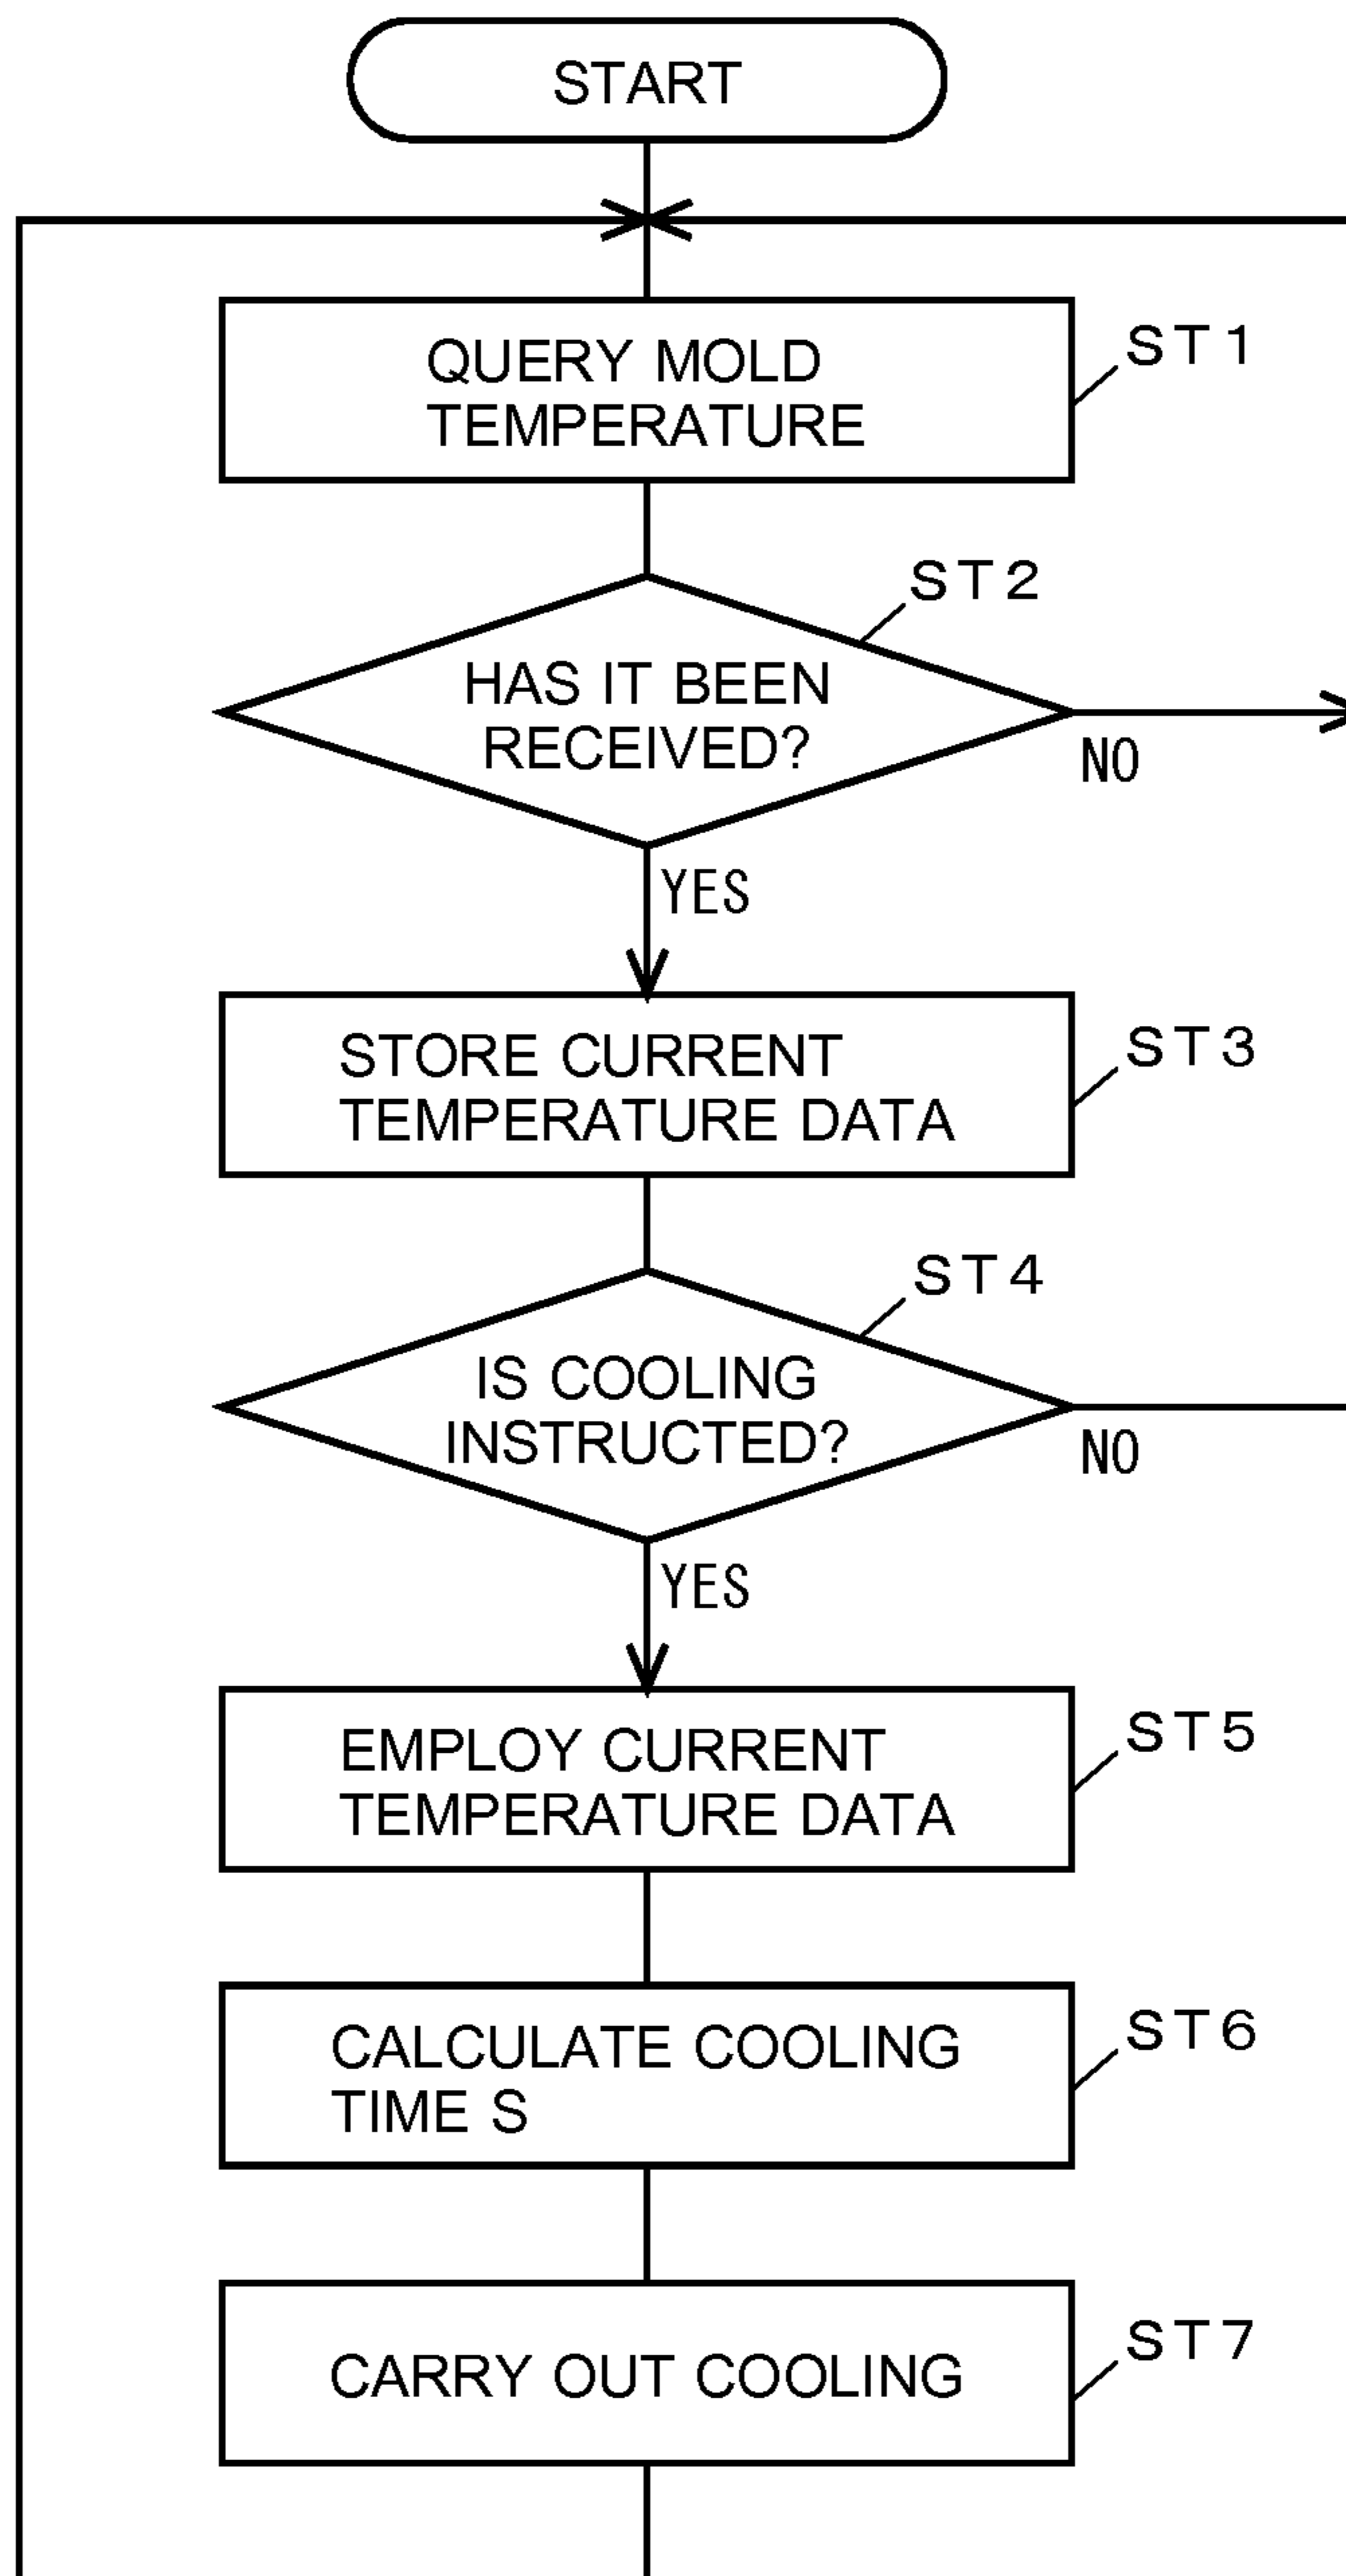 START
QUERY MOLD
TEMPERATURE
ST1
ST2
HAS IT BEEN
RECEIVED?
NO
YES
STORE CURRENT
TEMPERATURE DATA
ST3
ST4
IS COOLING
INSTRUCTED?
NO
YES
EMPLOY CURRENT
TEMPERATURE DATA
ST5
CALCULATE COOLING
TIME S
ST6
CARRY OUT COOLING
ST7